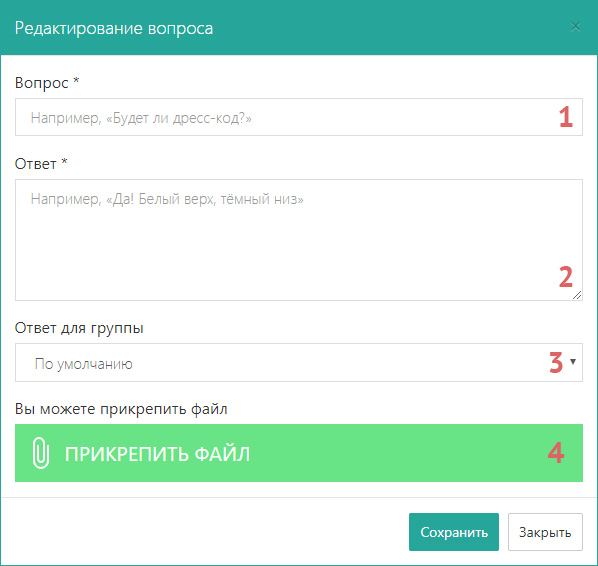 Редактирование вопроса ×
Вопрос *
Например, «Будет ли дресс-код?» 1
Ответ *
Например, «Да! Белый верх, тёмный низ»
2
Ответ для группы
По умолчанию 3
Вы можете прикрепить файл
ПРИКРЕПИТЬ ФАЙЛ 4
Сохранить Закрыть